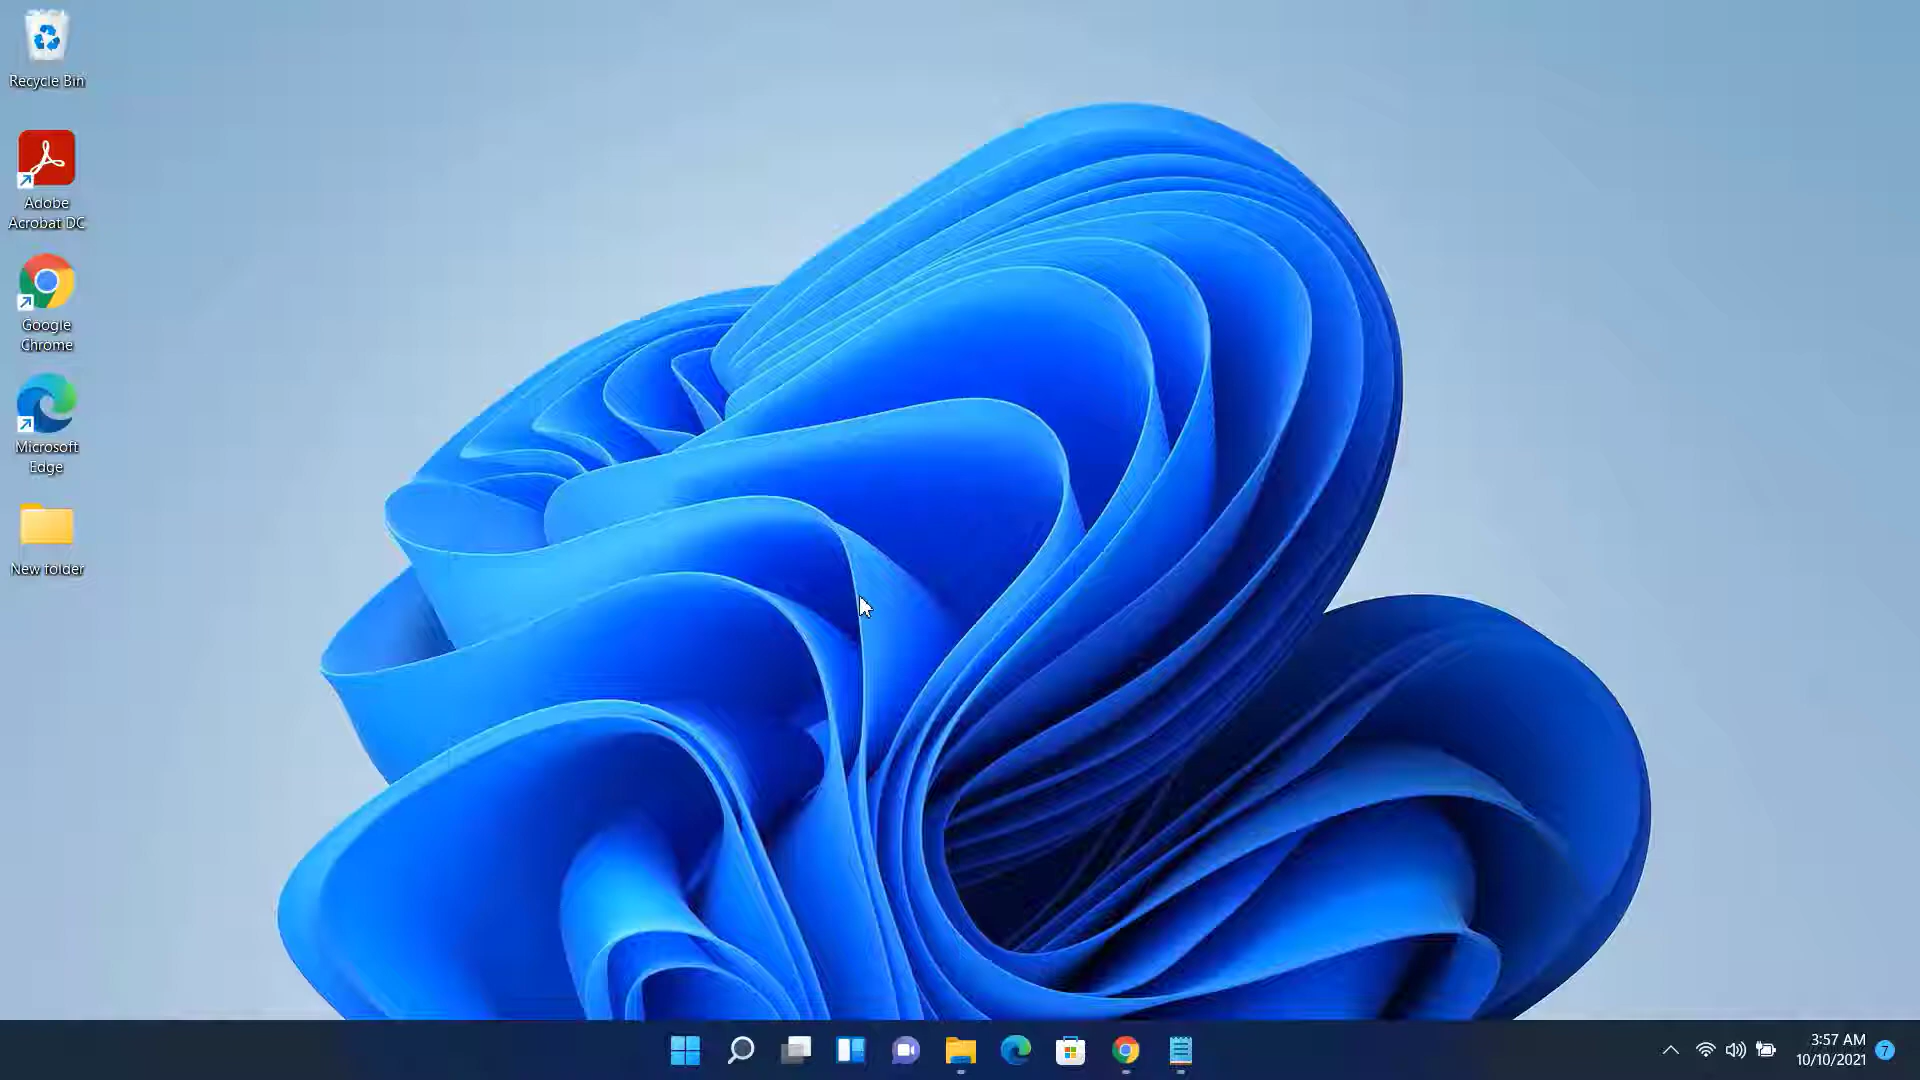 Recycle Bin
Adobe
Acrobat DC
Google
Chrome
Microsoft
Edge
New folder
3:57 AM
10/10/2021
7